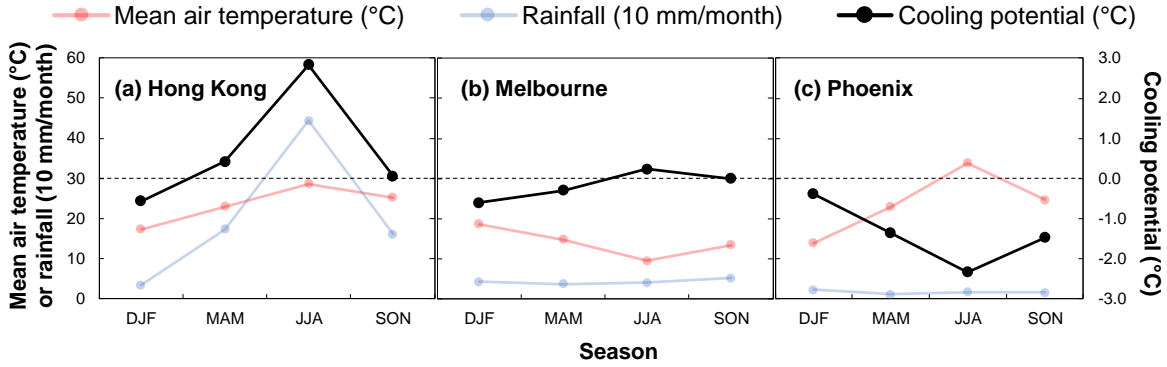 Mean air temperature (°C) Rainfall (10 mm/month) Cooling potential (°C)
Mean air temperature (°C)
or rainfall (10 mm/month)
60
50
40
30
20
10
0
(a) Hong Kong
(b) Melbourne
(c) Phoenix
3.0
2.0
1.0
0.0
-1.0
-2.0
-3.0
Cooling
potential (°C)
DJF MAM JJA SON DJF MAM JJA SON DJF MAM JJA SON
Season